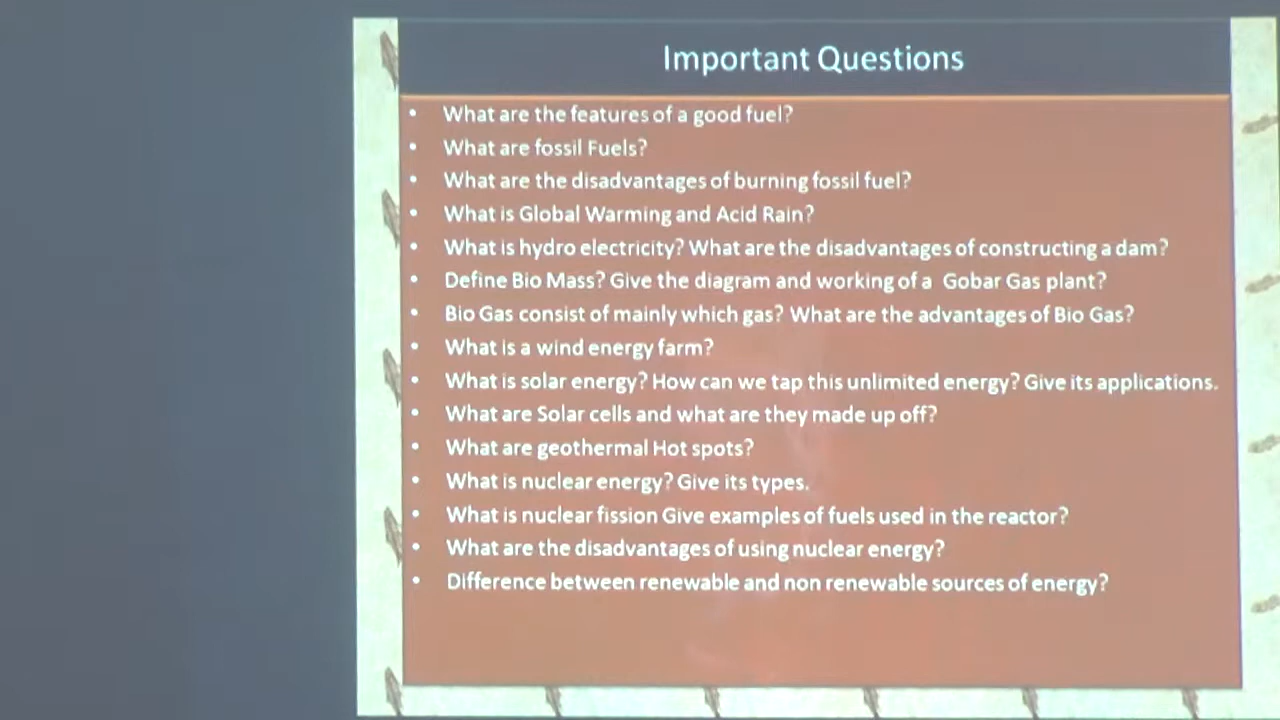 Important Questions
• What are the features of a good fuel?
• What are fossil Fuels?
• What are the disadvantages of burning fossil fuel?
• What is Global Warming and Acid Rain?
• What is hydro electricity? What are the disadvantages of constructing a dam?
• Define Bio Mass? Give the diagram and working of a Gobar Gas plant?
• Bio Gas consist of mainly which gas? What are the advantages of Bio Gas?
• What is a wind energy farm?
• What is solar energy? How can we tap this unlimited energy? Give its applications.
• What are Solar cells and what are they made up off?
• What are geothermal Hot spots?
• What is nuclear energy? Give its types.
• What is nuclear fission Give examples of fuels used in the reactor?
• What are the disadvantages of using nuclear energy?
• Difference between renewable and non renewable sources of energy?